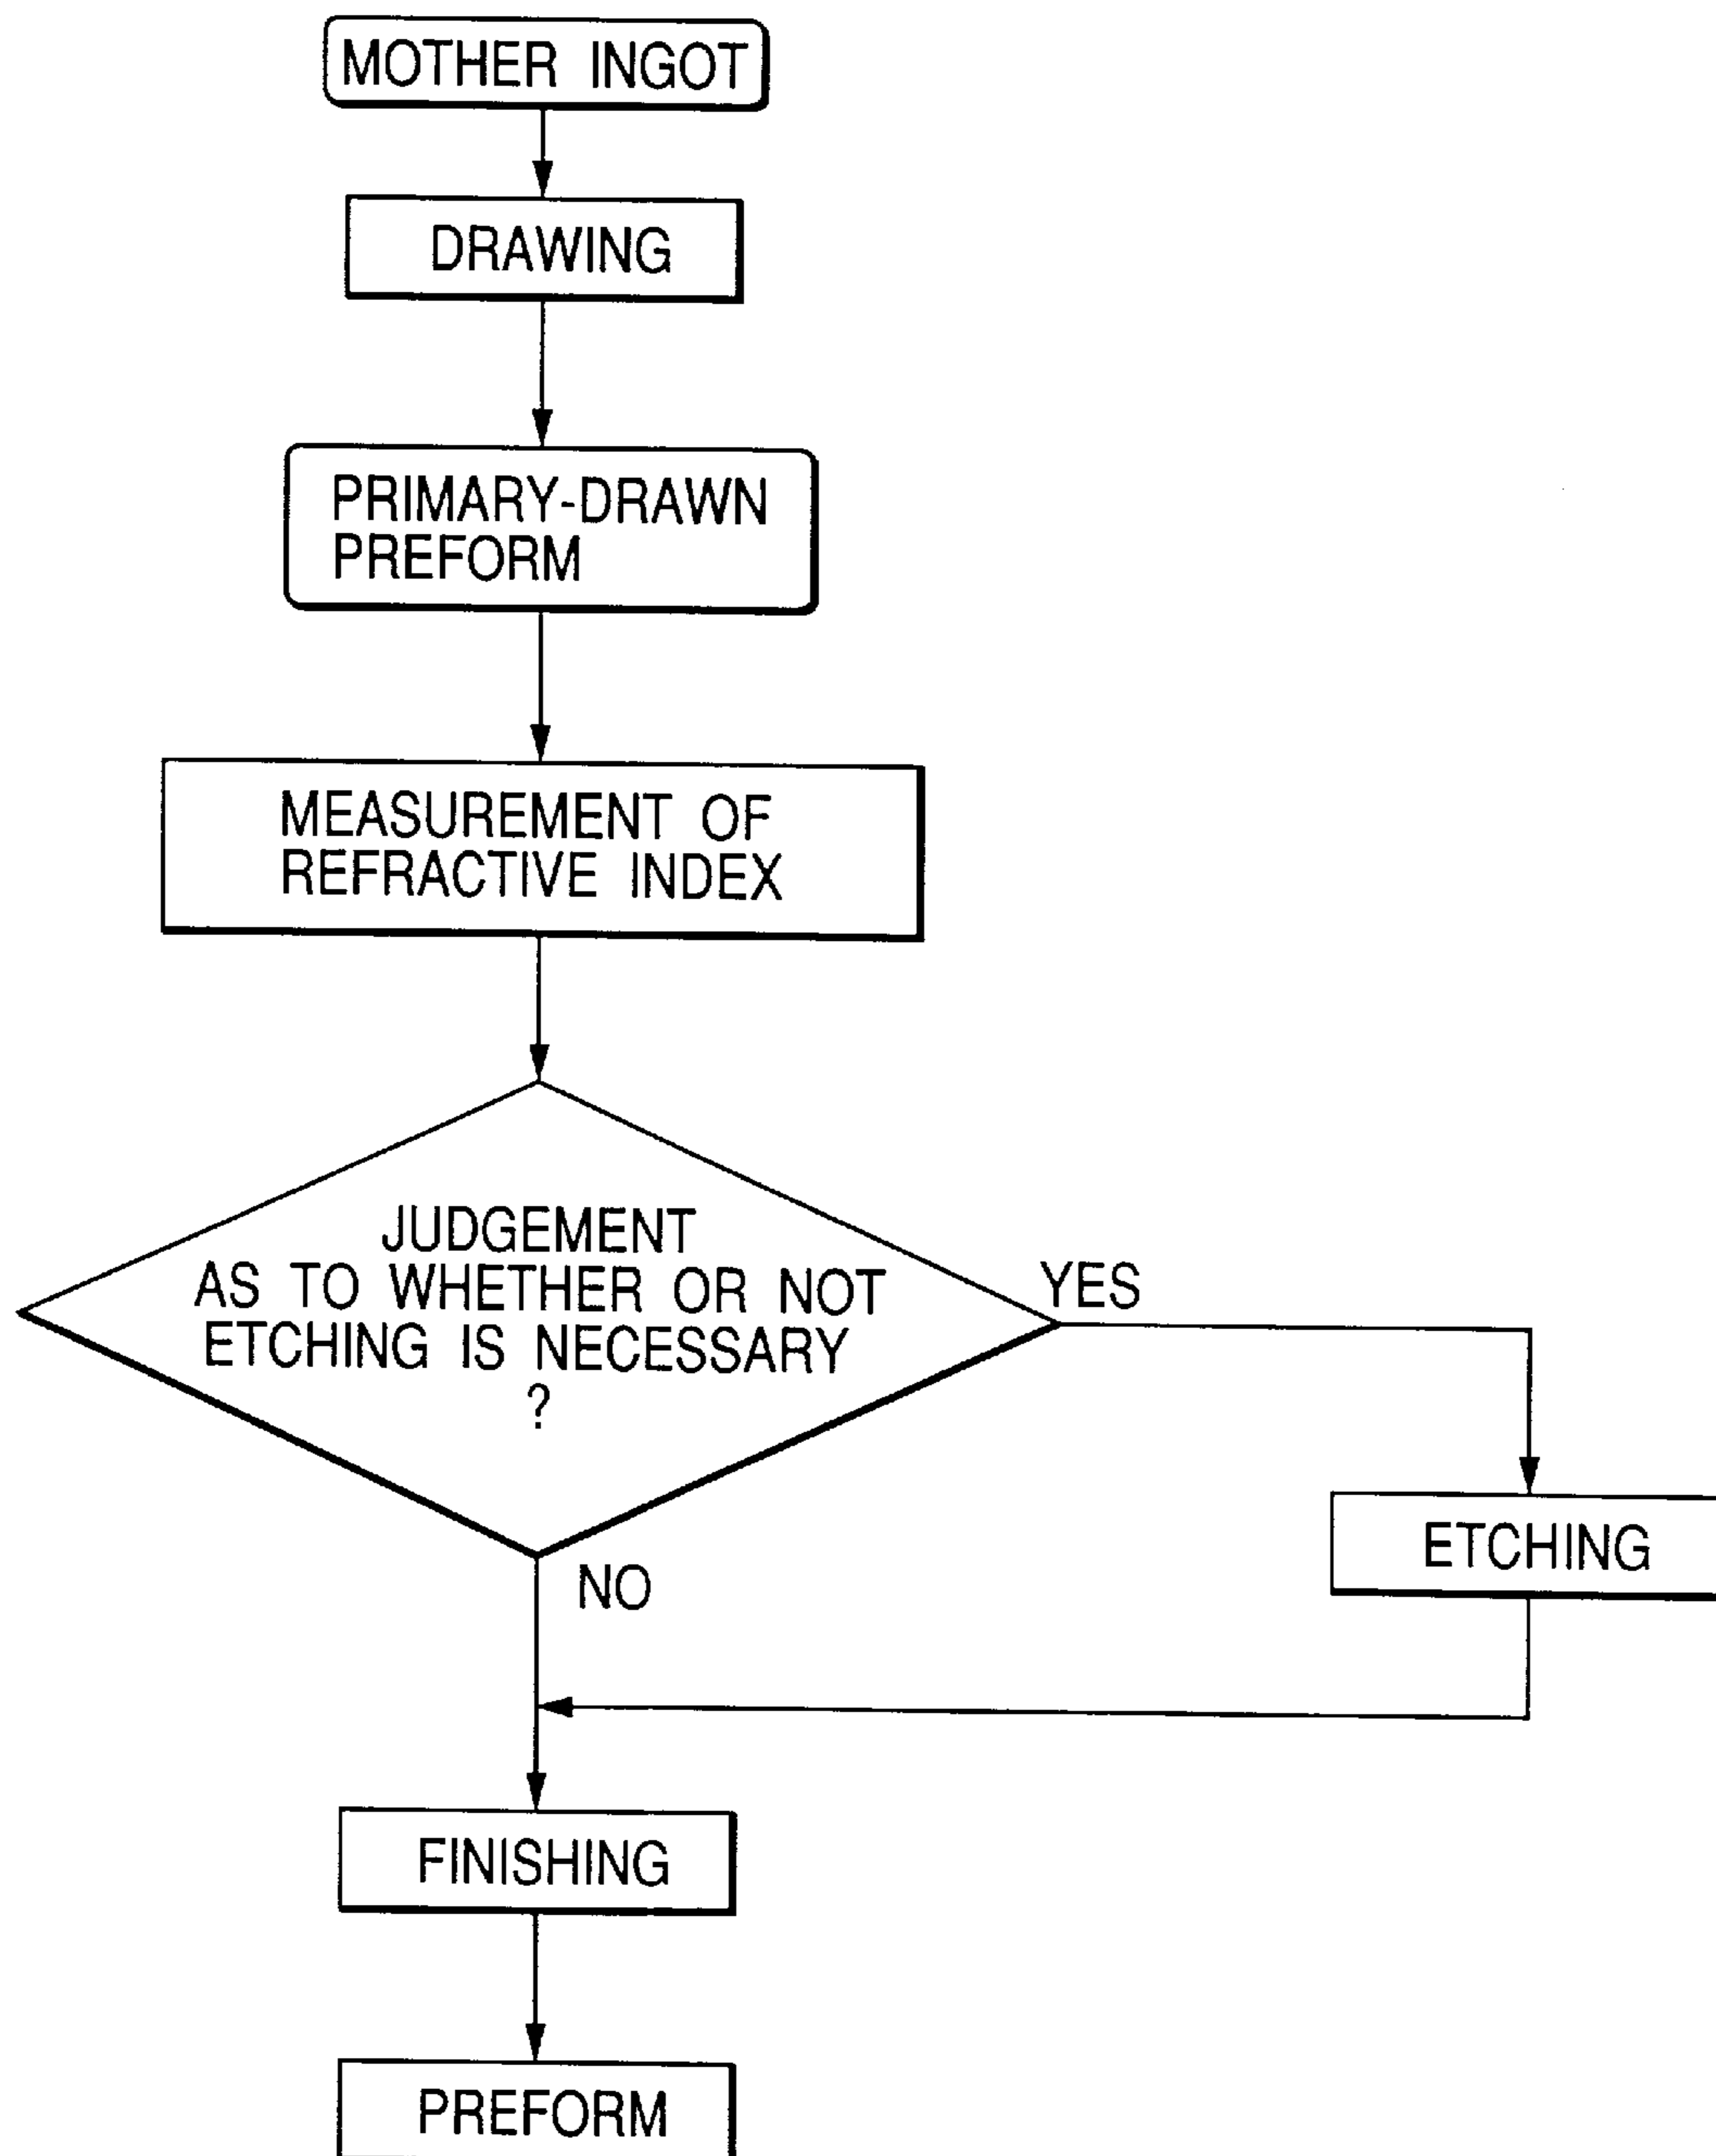 MOTHER INGOT
DRAWING
PRIMARY-DRAWN
PREFORM
MEASUREMENT OF
REFRACTIVE INDEX
JUDGEMENT
AS TO WHETHER OR NOT
ETCHING IS NECESSARY
?
YES
ETCHING
NO
FINISHING
PREFORM